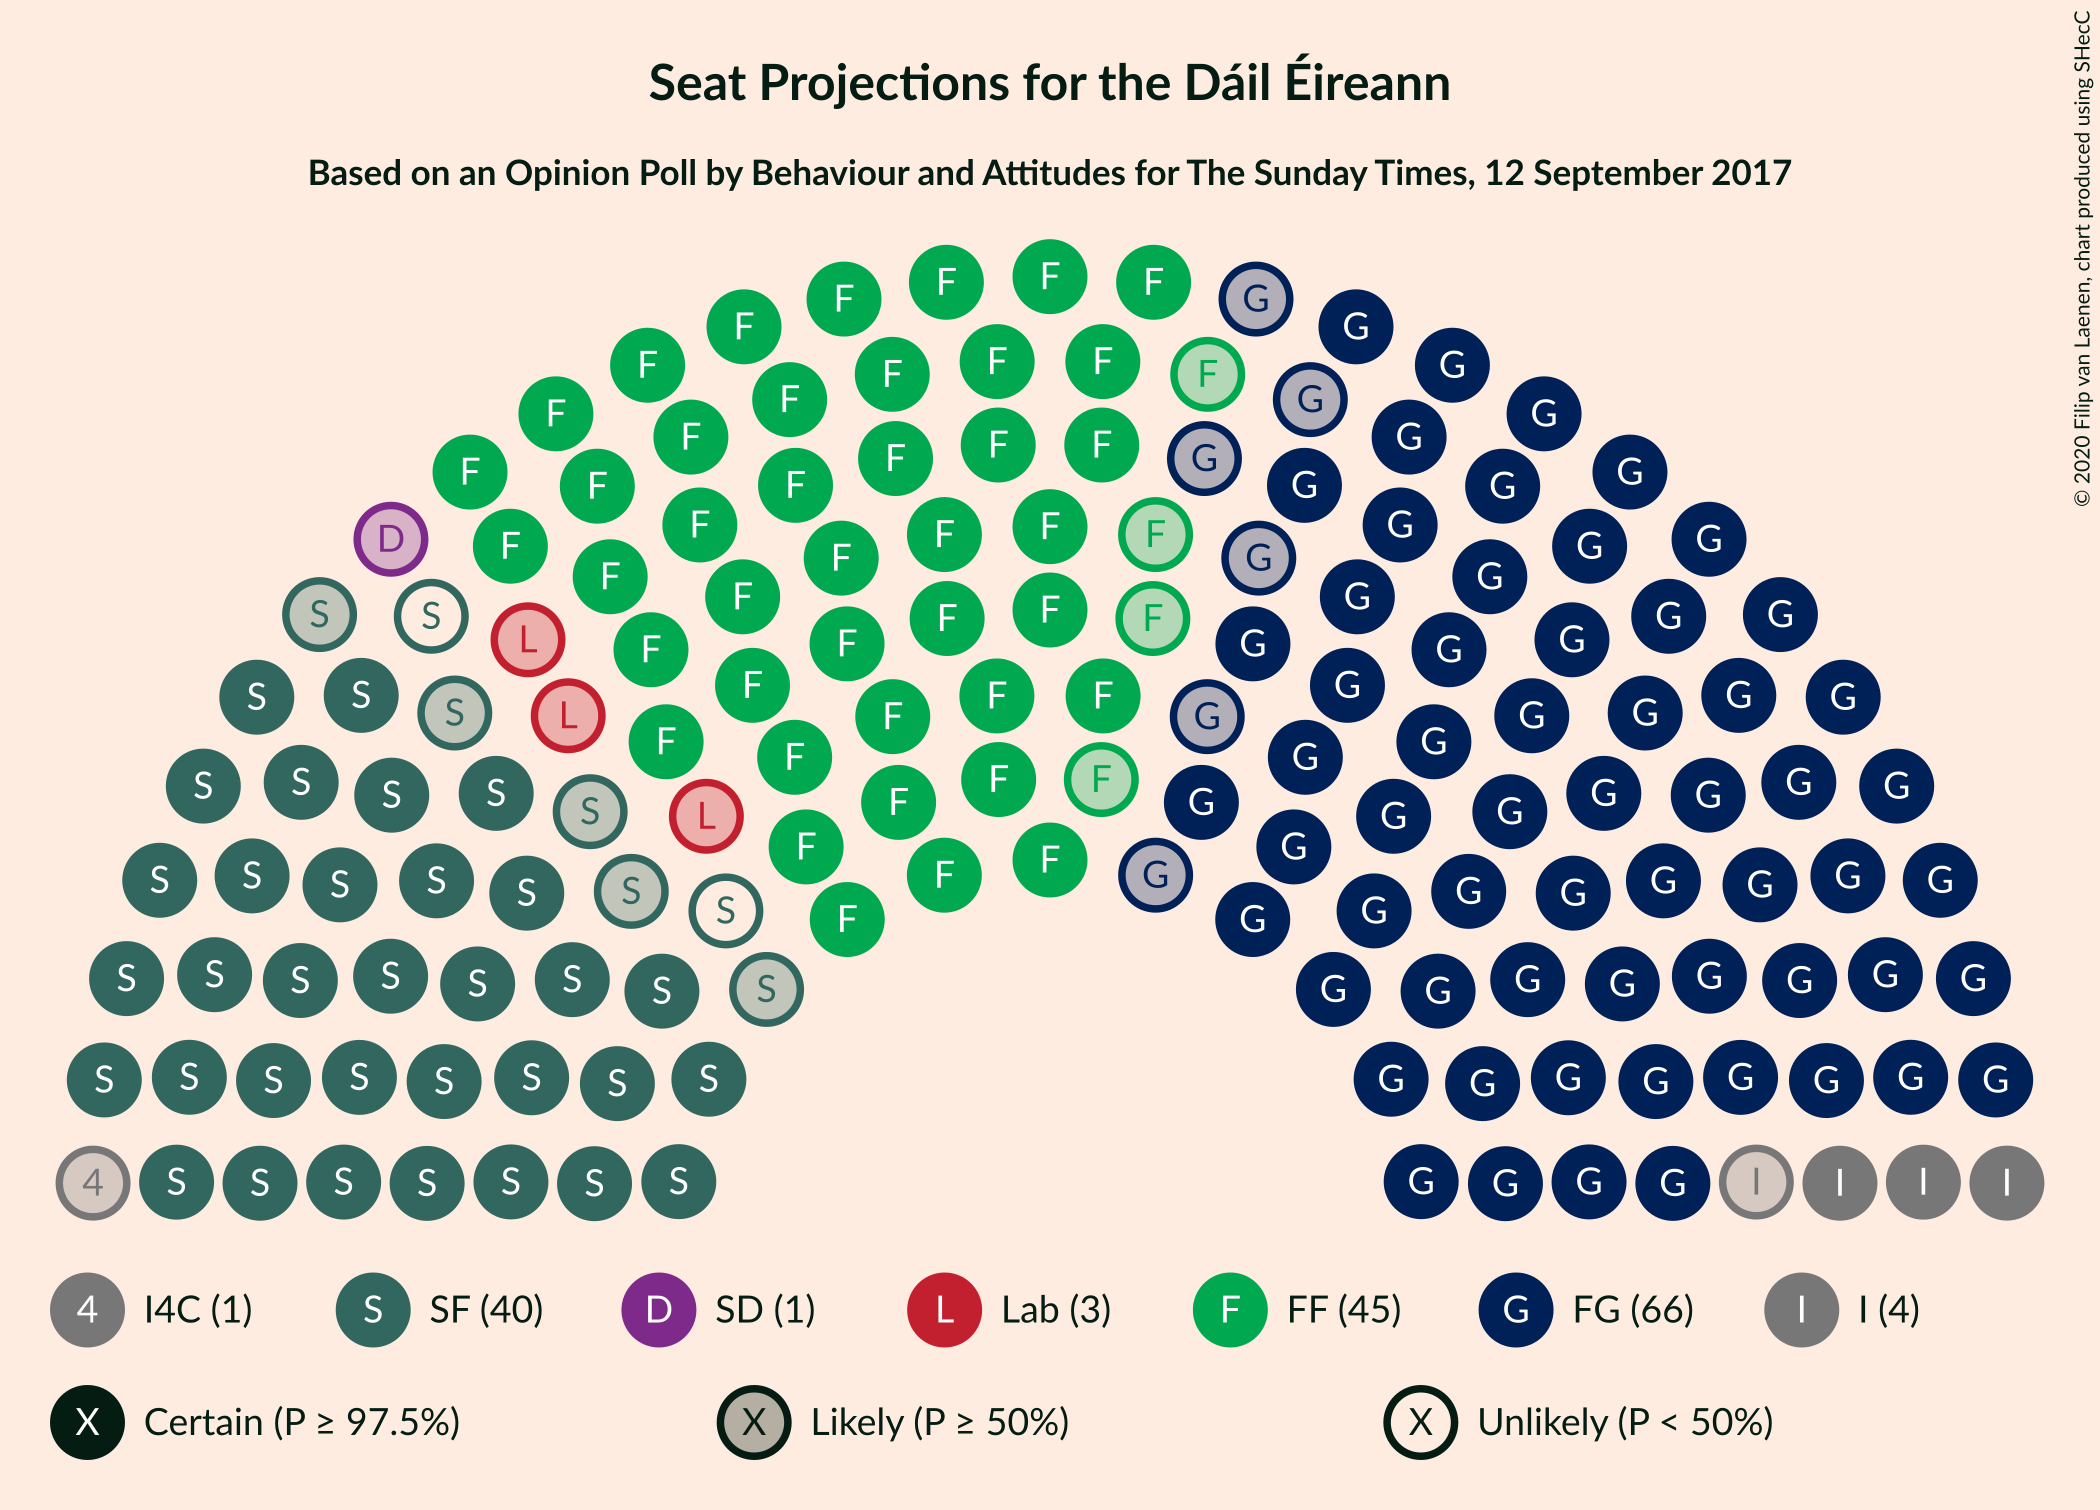 Seat Projections for the Dáil Éireann
Based on an Opinion Poll by Behaviour and Attitudes for The Sunday Times, 12 September 2017
© 2020 Filip van Laenen, chart produced using SHecC
F F F F F F F F G G G G
F F F F F F F G G G G
F F F F F F G G G G G
D F F F F F G G G G G
S S L F F F F F G G G G G G
S S S L F F F F F G G G G G G G
S S S S S L F F F F F G G G G G G G G
S S S S S S S F F F G G G G G G G G G
S S S S S S S S F G G G G G G G G G
S S S S S S S S G G G G G G G G
4 S S S S S S S G G G G I I I I
4 I4C (1) S SF (40) D SD (1) L Lab (3) F FF (45) G FG (66) I I (4)
X Certain (P ≥ 97.5%) X Likely (P ≥ 50%) X Unlikely (P < 50%)